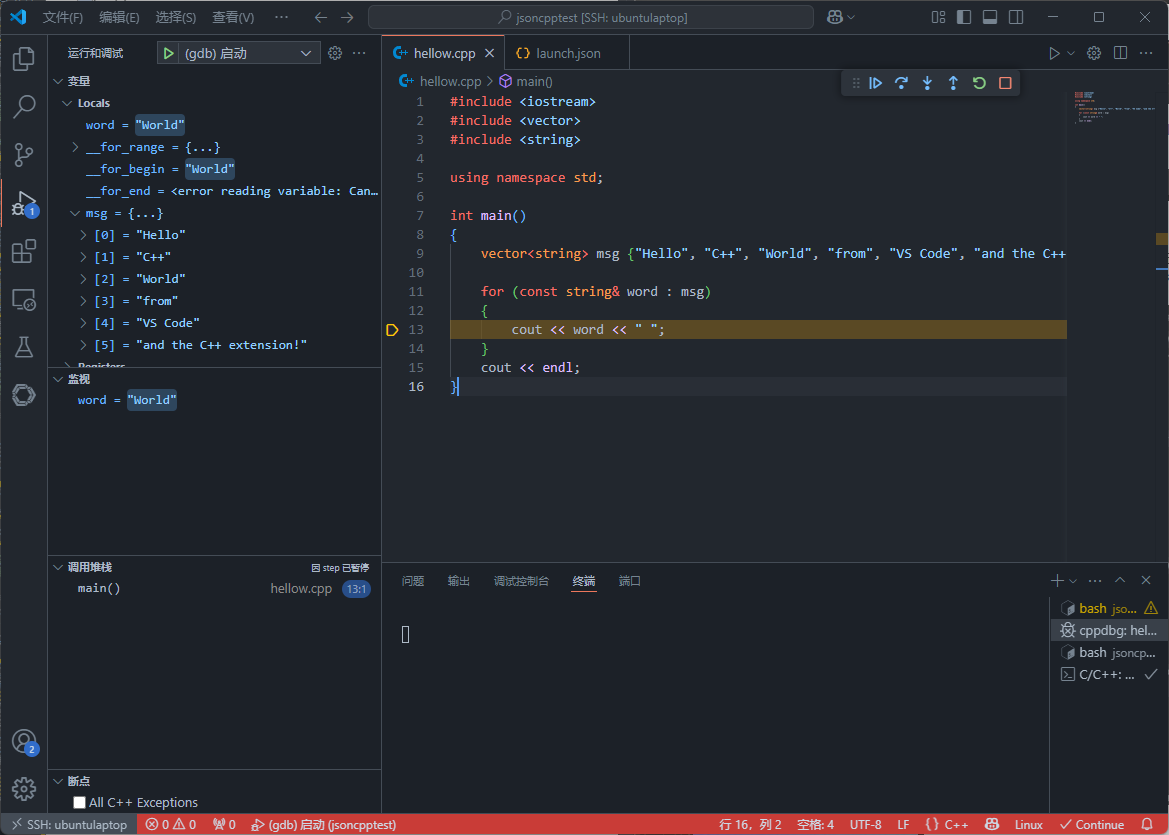 文件(F) 编辑(E) 选择(S) 查看(V) ··· jsoncpptest [SSH: ubuntulaptop]
运行和调试 (gdb) 启动 ···
变量
Locals
word = "World"
__for_range = {...}
__for_begin = "World"
__for_end = <error reading variable: Can…
msg = {...}
[0] = "Hello"
[1] = "C++"
[2] = "World"
[3] = "from"
[4] = "VS Code"
[5] = "and the C++ extension!"
Registers
监视
word = "World"
调用堆栈 因 step 已暂停
main() hellow.cpp 13:1
断点
All C++ Exceptions
hellow.cpp launch.json
hellow.cpp > main()
1 #include <iostream>
2 #include <vector>
3 #include <string>
4
5 using namespace std;
6
7 int main()
8 {
9 vector<string> msg {"Hello", "C++", "World", "from", "VS Code", "and the C++
10
11 for (const string& word : msg)
12 {
13 cout << word << " ";
14 }
15 cout << endl;
16 }
问题 输出 调试控制台 终端 端口
bash jso...
cppdbg: hel...
bash jsoncp...
C/C++: ...
1
2
SSH: ubuntulaptop 0 0 0 (gdb) 启动 (jsoncpptest) 行 16，列 2 空格: 4 UTF-8 LF {} C++ Linux Continue